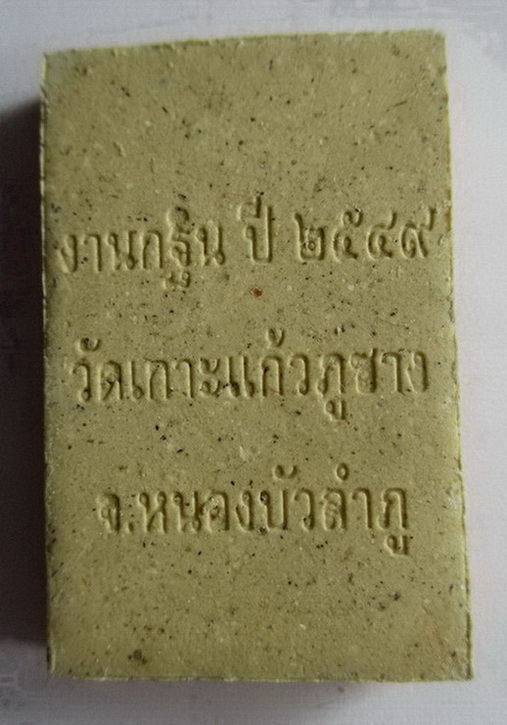 งานกฐิน ปี ๒๕๔๙
วัดเกาะแก้วภูซาง
จ.หนองบัวลำภู